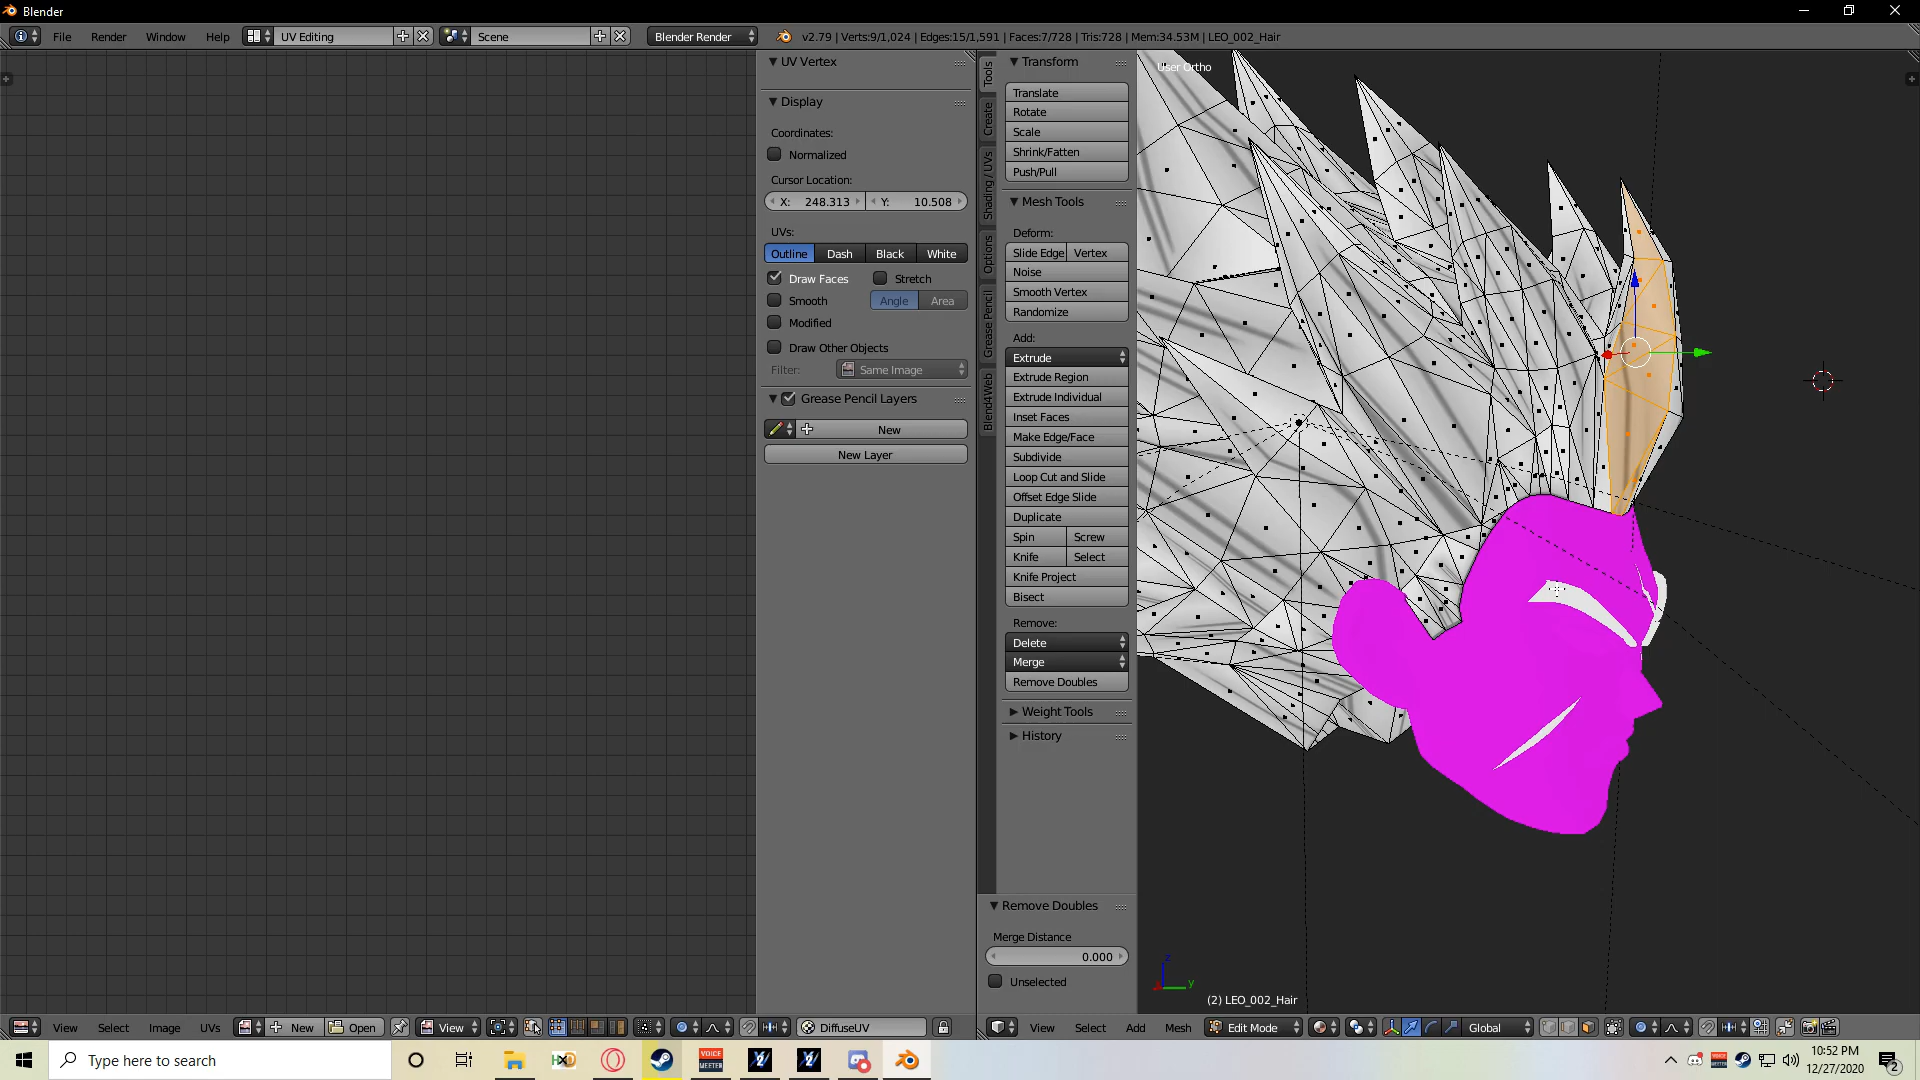 Blender
File Render Window Help UV Editing Scene Blender Render v2.79 | Verts:9/1,024 | Edges:15/1,591 | Faces:7/728 | Tris:728 | Mem:34.53M | LEO_002_Hair
UV Vertex
Display
Coordinates:
Normalized
Cursor Location:
X: 248.313 Y: 10.508
UVs:
Outline Dash Black White
Draw Faces Stretch
Smooth Angle Area
Modified
Draw Other Objects
Filter: Same Image
Grease Pencil Layers
New
New Layer
Tools
Create
Shading / UVs
Options
Grease Pencil
Blend4Web
Transform
Translate
Rotate
Scale
Shrink/Fatten
Push/Pull
Mesh Tools
Deform:
Slide Edge Vertex
Noise
Smooth Vertex
Randomize
Add:
Extrude
Extrude Region
Extrude Individual
Inset Faces
Make Edge/Face
Subdivide
Loop Cut and Slide
Offset Edge Slide
Duplicate
Spin Screw
Knife Select
Knife Project
Bisect
Remove:
Delete
Merge
Remove Doubles
Weight Tools
History
Remove Doubles
Merge Distance
0.000
Unselected
User Ortho
z
y
(2) LEO_002_Hair
View Select Image UVs New Open View DiffuseUV
View Select Add Mesh Edit Mode Global
Type here to search
HXD
VOICE
MEETER
10:52 PM
12/27/2020
2